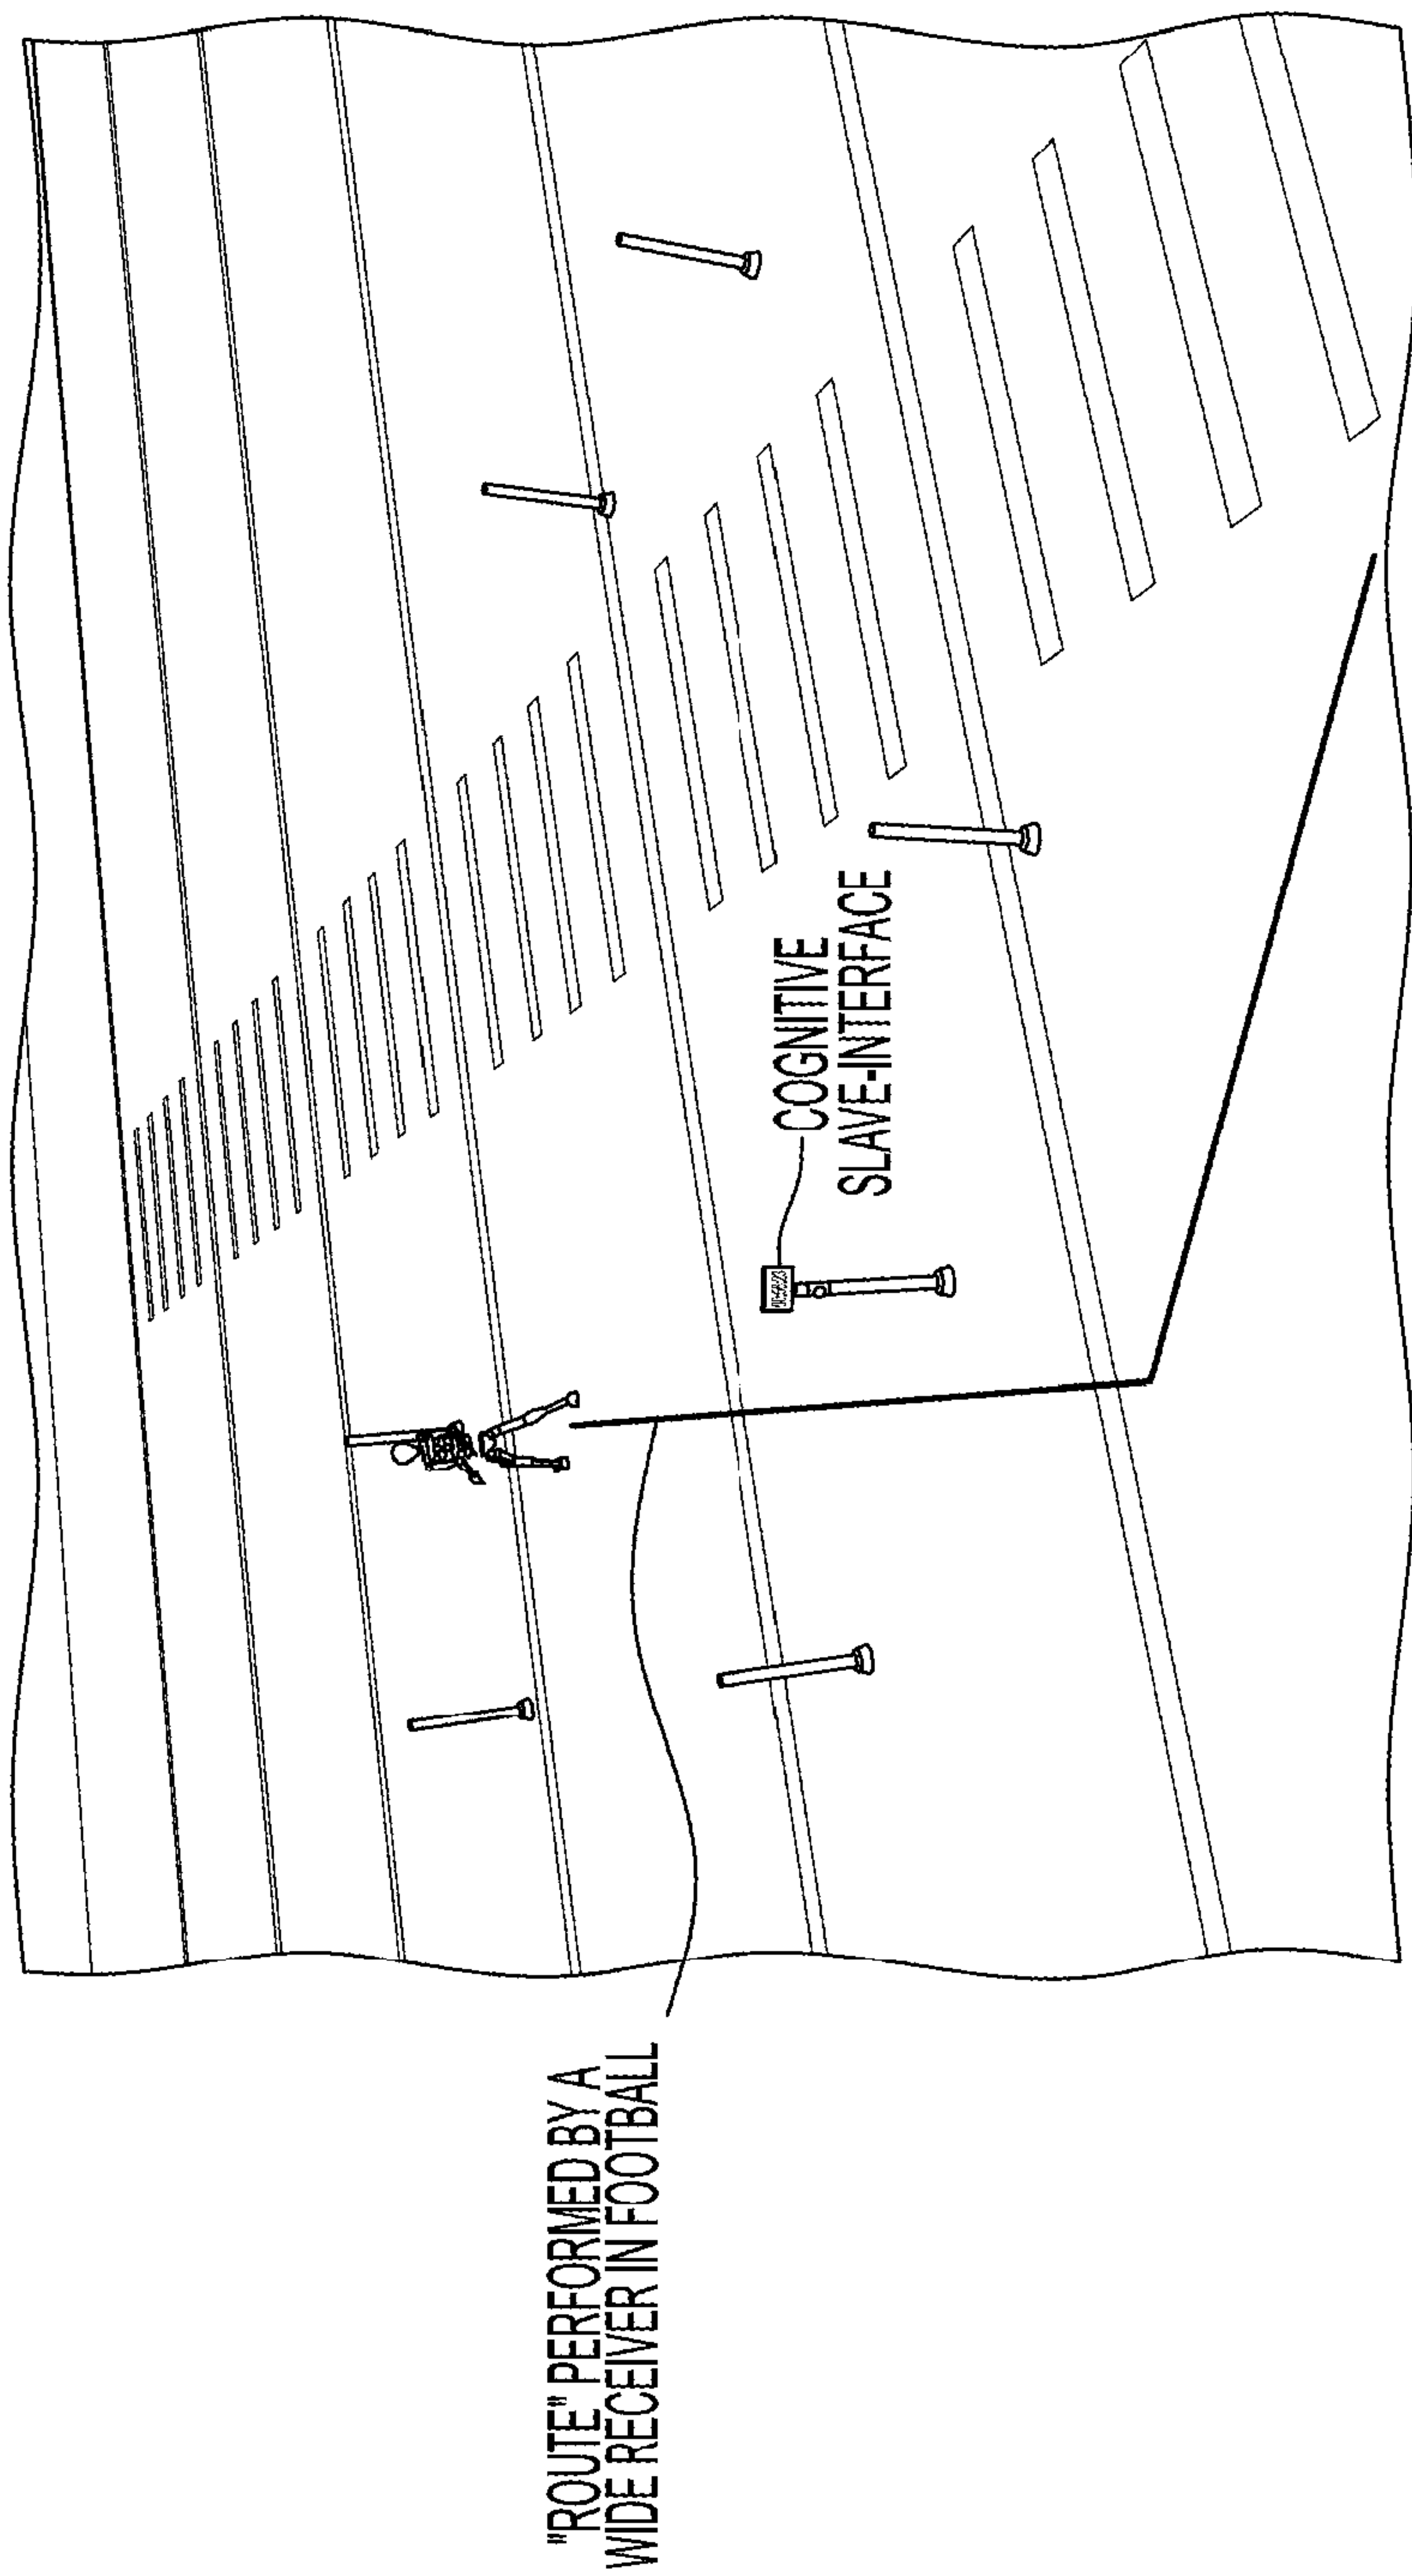 "ROUTE" PERFORMED BY A
WIDE RECEIVER IN FOOTBALL
COGNITIVE
SLAVE-INTERFACE